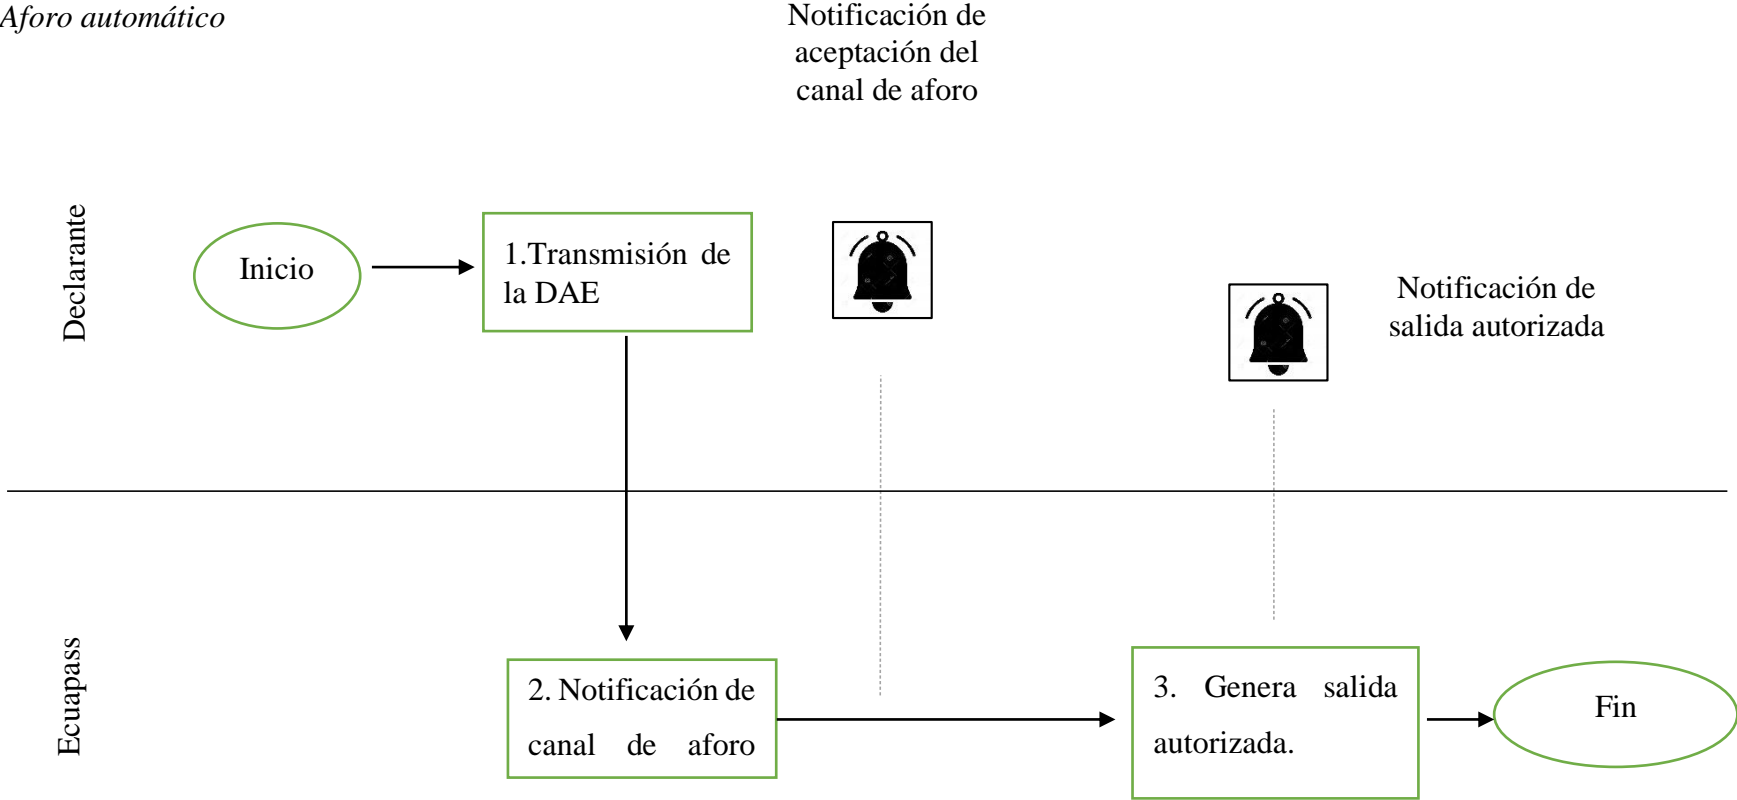 Aforo automático
Notificación de
aceptación del
canal de aforo
Declarante
Inicio
1.Transmisión de
la DAE
Notificación de
salida autorizada
Ecuapass
2. Notificación de
canal de aforo
3. Genera salida
autorizada.
Fin